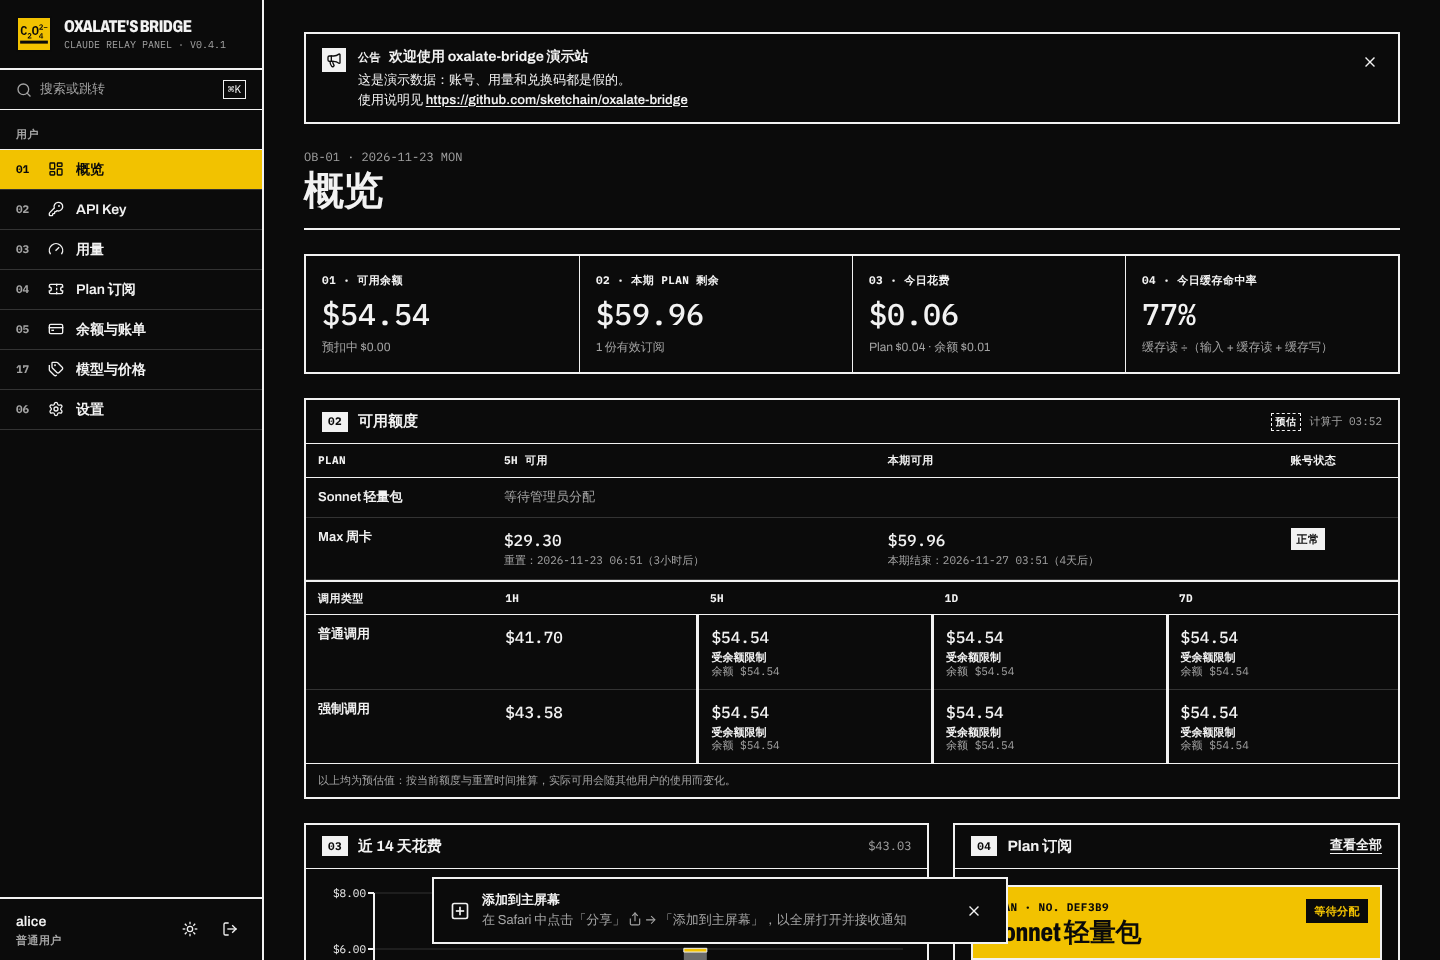 C₂O₄²⁻
OXALATE'S BRIDGE
CLAUDE RELAY PANEL · V0.4.1
搜索或跳转
⌘K
用户
01 概览
02 API Key
03 用量
04 Plan 订阅
05 余额与账单
17 模型与价格
06 设置
alice
普通用户
公告 欢迎使用 oxalate-bridge 演示站
这是演示数据：账号、用量和兑换码都是假的。
使用说明见 https://github.com/sketchain/oxalate-bridge
OB-01 · 2026-11-23 MON
概览
01 · 可用余额
$54.54
预扣中 $0.00
02 · 本期 PLAN 剩余
$59.96
1 份有效订阅
03 · 今日花费
$0.06
Plan $0.04 · 余额 $0.01
04 · 今日缓存命中率
77%
缓存读 ÷（输入 + 缓存读 + 缓存写）
02 可用额度
预估 计算于 03:52
PLAN 5H 可用 本期可用 账号状态
Sonnet 轻量包 等待管理员分配
Max 周卡 $29.30 $59.96 正常
重置：2026-11-23 06:51（3小时后） 本期结束：2026-11-27 03:51（4天后）
调用类型 1H 5H 1D 7D
普通调用 $41.70 $54.54 $54.54 $54.54
受余额限制 受余额限制 受余额限制
余额 $54.54 余额 $54.54 余额 $54.54
强制调用 $43.58 $54.54 $54.54 $54.54
受余额限制 受余额限制 受余额限制
余额 $54.54 余额 $54.54 余额 $54.54
以上均为预估值：按当前额度与重置时间推算，实际可用会随其他用户的使用而变化。
03 近 14 天花费 $43.03
$8.00
$6.00
04 Plan 订阅 查看全部
AN · NO. DEF3B9
等待分配
onnet 轻量包
添加到主屏幕
在 Safari 中点击「分享」 → 「添加到主屏幕」，以全屏打开并接收通知